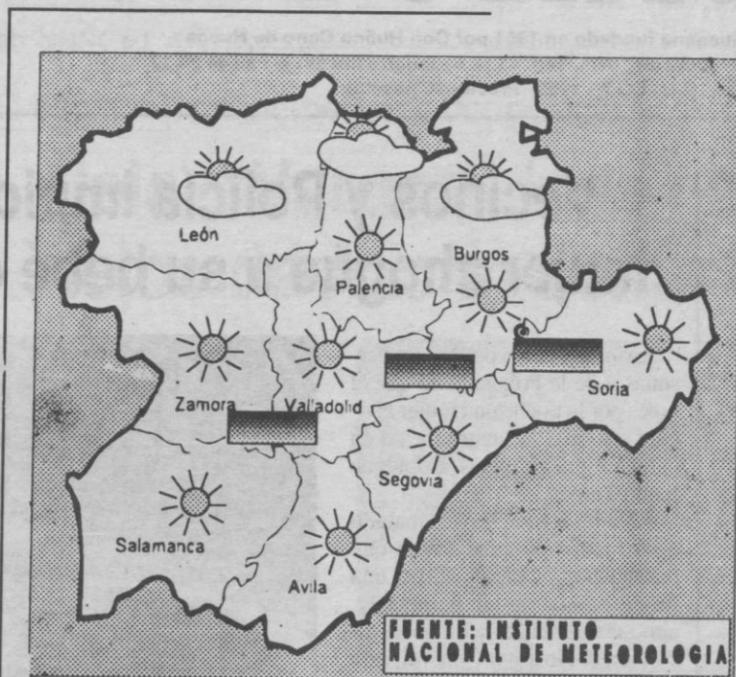 León
Palencia
Burgos
Zamora
Valladolid
Soria
Segovia
Salamanca
Avila
FUENTE: INSTITUTO
NACIONAL DE METEOROLOGIA